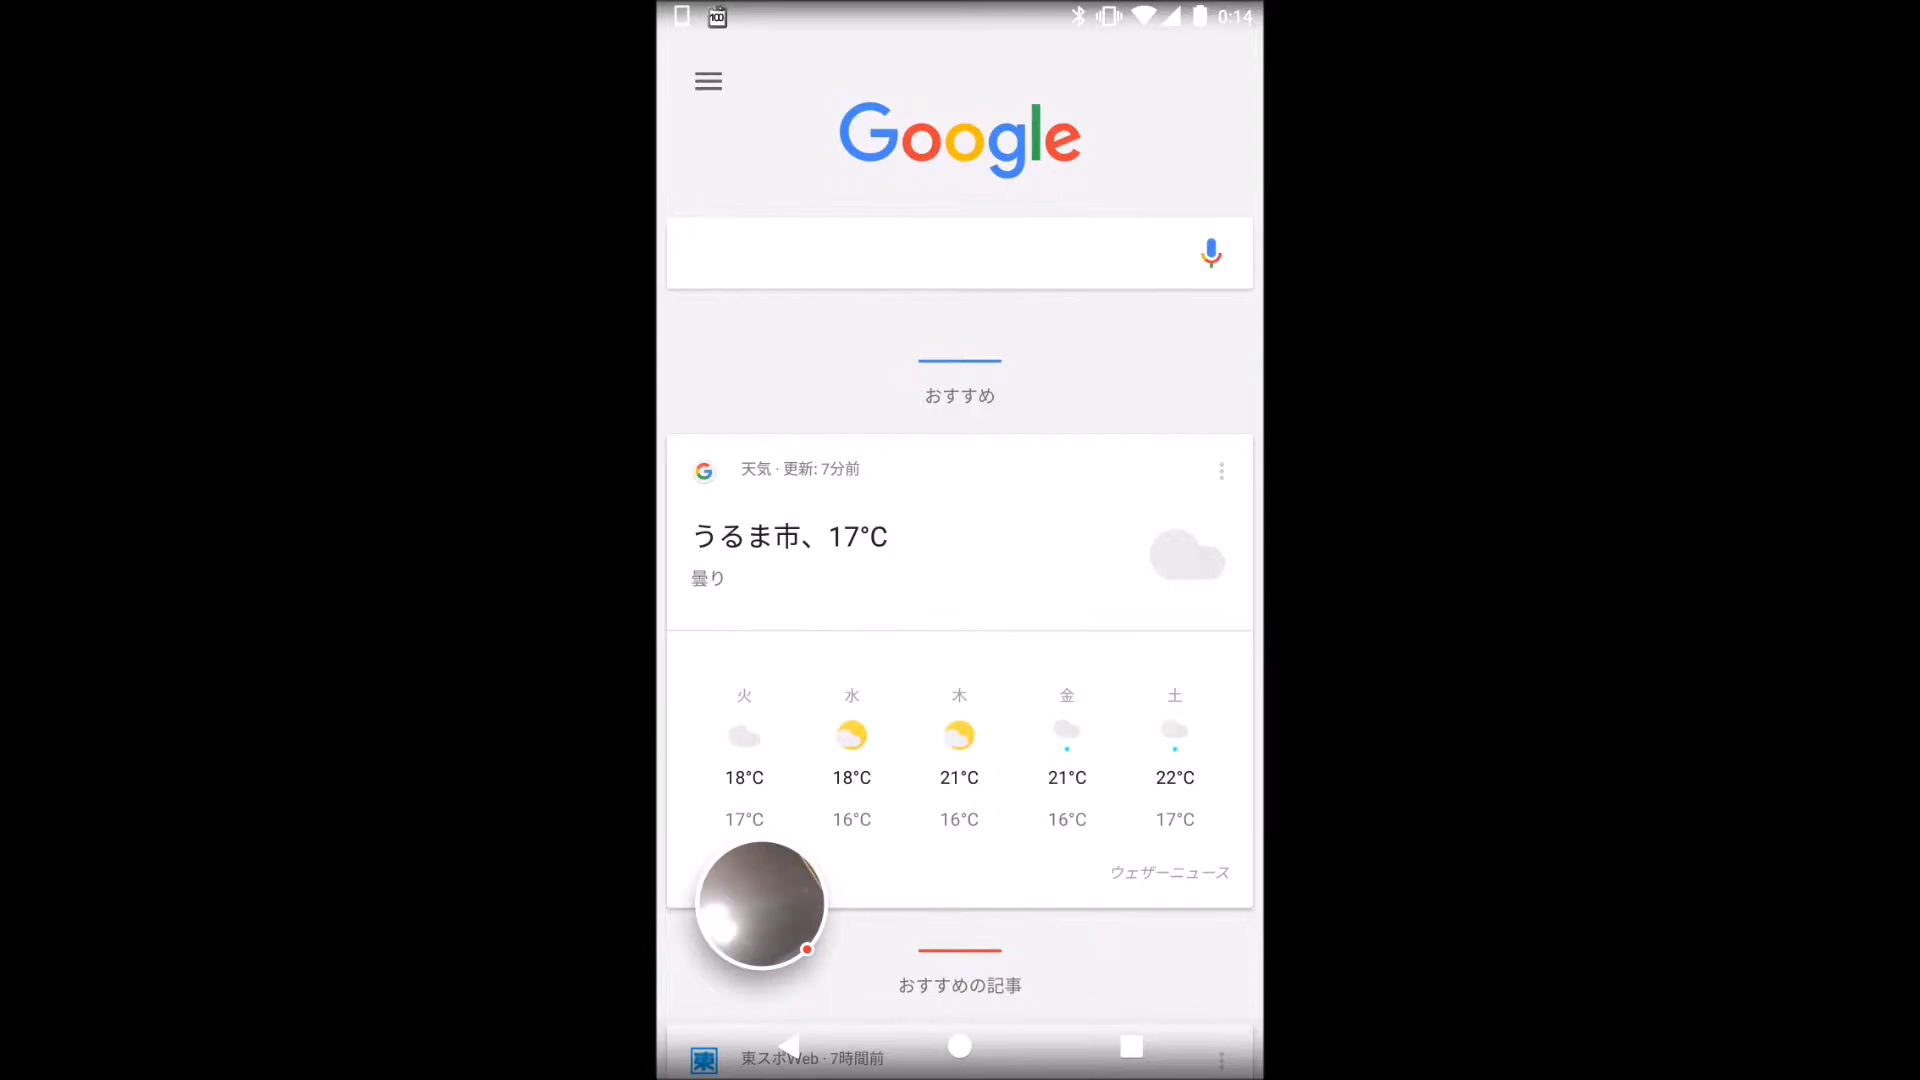 100 0:14
Google
おすすめ
天気 · 更新: 7分前
うるま市、17°C
曇り
火 水 木 金 土
18°C 18°C 21°C 21°C 22°C
17°C 16°C 16°C 16°C 17°C
ウェザーニュース
おすすめの記事
東 東スポWeb · 7時間前